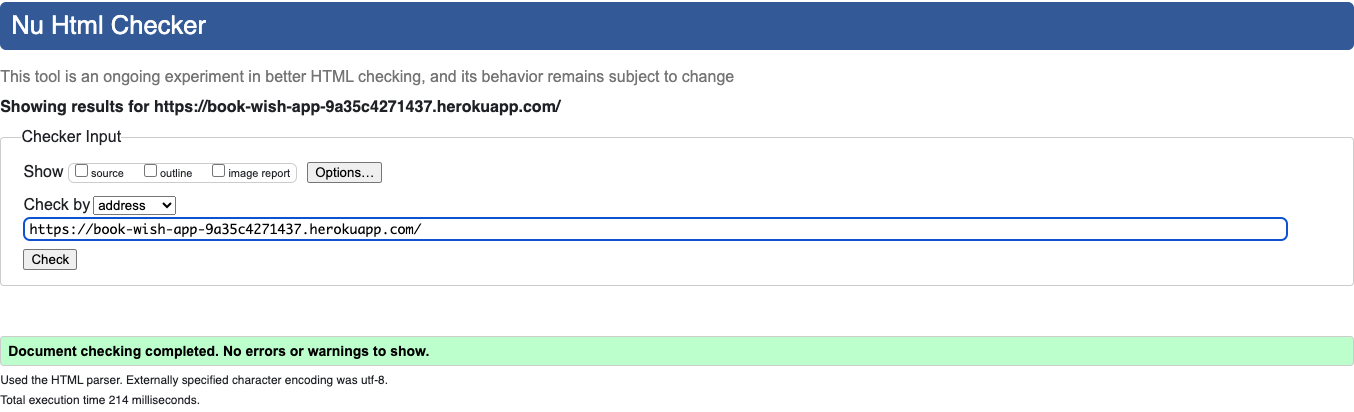 Nu Html Checker
This tool is an ongoing experiment in better HTML checking, and its behavior remains subject to change
Showing results for https://book-wish-app-9a35c4271437.herokuapp.com/
Checker Input
Show source outline image report Options...
Check by address
https://book-wish-app-9a35c4271437.herokuapp.com/
Check
Document checking completed. No errors or warnings to show.
Used the HTML parser. Externally specified character encoding was utf-8.
Total execution time 214 milliseconds.